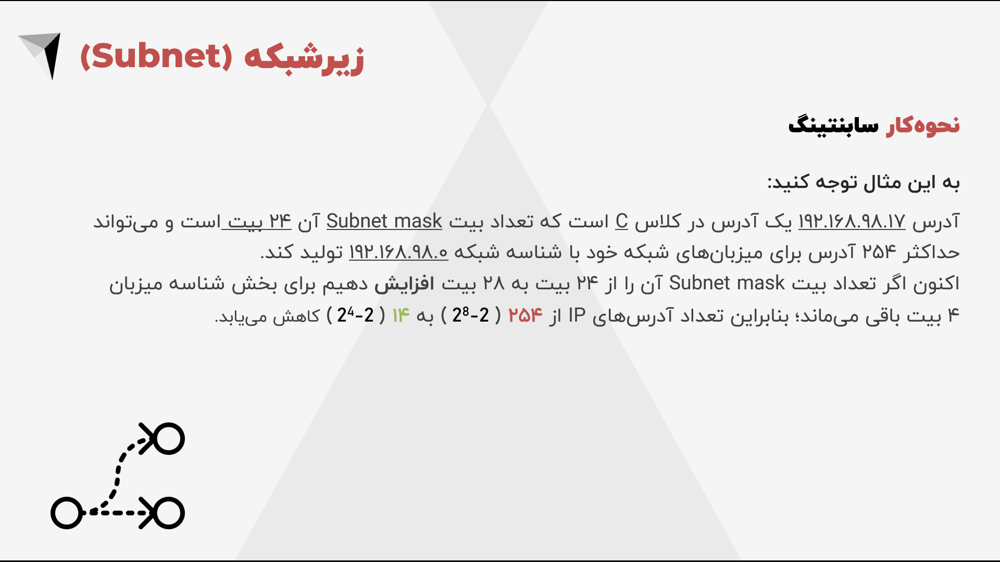 زیرشبکه (Subnet)
نحوه‌کار سابنتینگ
به این مثال توجه کنید:
آدرس ۱۹۲.۱۶۸.۹۸.۱۷ یک آدرس در کلاس C است که تعداد بیت Subnet mask آن ۲۴ بیت است و می‌تواند
حداکثر ۲۵۴ آدرس برای میزبان‌های شبکه خود با شناسه شبکه ۱۹۲.۱۶۸.۹۸.۰ تولید کند.
اکنون اگر تعداد بیت Subnet mask آن را از ۲۴ بیت به ۲۸ بیت افزایش دهیم برای بخش شناسه میزبان
۴ بیت باقی می‌ماند؛ بنابراین تعداد آدرس‌های IP از ۲۵۴ ( 2⁸-2 ) به ۱۴ ( 2⁴-2 ) کاهش می‌یابد.